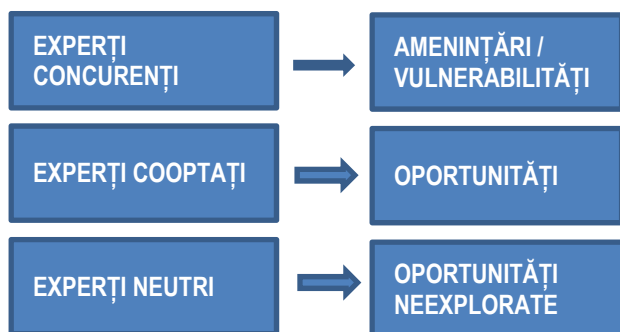 EXPERȚI
CONCURENȚI
AMENINȚĂRI /
VULNERABILITĂȚI
EXPERȚI COOPTAȚI
OPORTUNITĂȚI
EXPERȚI NEUTRI
OPORTUNITĂȚI
NEEXPLORATE